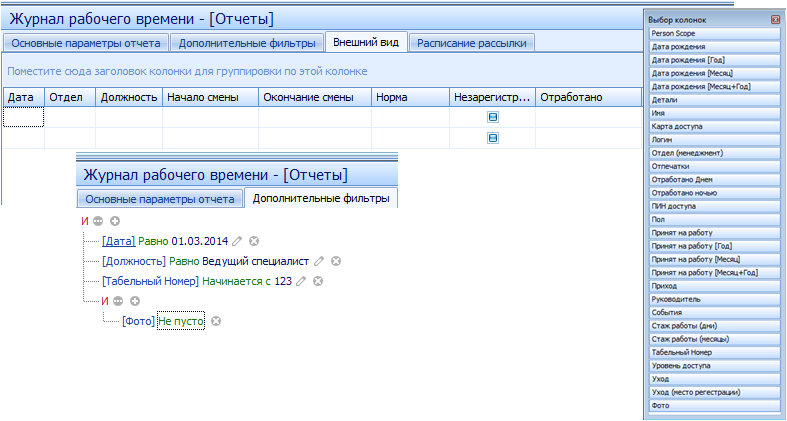 Журнал рабочего времени - [Отчеты]
Основные параметры отчета Дополнительные фильтры Внешний вид Расписание рассылки
Поместите сюда заголовок колонки для группировки по этой колонке
Дата Отдел Должность Начало смены Окончание смены Норма Незарегистр... Отработано
Журнал рабочего времени - [Отчеты]
Основные параметры отчета Дополнительные фильтры
И
[Дата] Равно 01.03.2014
[Должность] Равно Ведущий специалист
[Табельный Номер] Начинается с 123
И
[Фото] Не пусто
Выбор колонок
Person Scope
Дата рождения
Дата рождения [Год]
Дата рождения [Месяц]
Дата рождения [Месяц+Год]
Детали
Имя
Карта доступа
Логин
Отдел (менеджмент)
Отпечатки
Отработано Днем
Отработано ночью
ПИН доступа
Пол
Принят на работу
Принят на работу [Год]
Принят на работу [Месяц]
Принят на работу [Месяц+Год]
Приход
Руководитель
События
Стаж работы (дни)
Стаж работы (месяцы)
Табельный Номер
Уровень доступа
Уход
Уход (место регестрации)
Фото